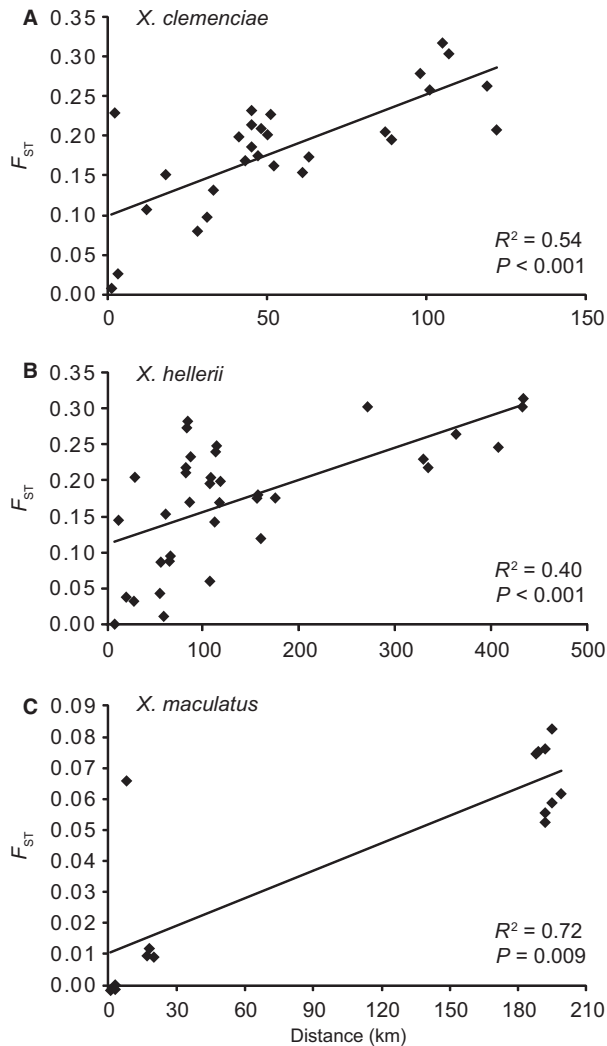 A X. clemenciae
0.35
0.30
0.25
0.20
0.15
0.10
0.05
0.00
F_ST
R² = 0.54
P < 0.001
0 50 100 150
B X. hellerii
0.35
0.30
0.25
0.20
0.15
0.10
0.05
0.00
F_ST
R² = 0.40
P < 0.001
0 100 200 300 400 500
C X. maculatus
0.09
0.08
0.07
0.06
0.05
0.04
0.03
0.02
0.01
0.00
F_ST
R² = 0.72
P = 0.009
0 30 60 90 120 150 180 210
Distance (km)